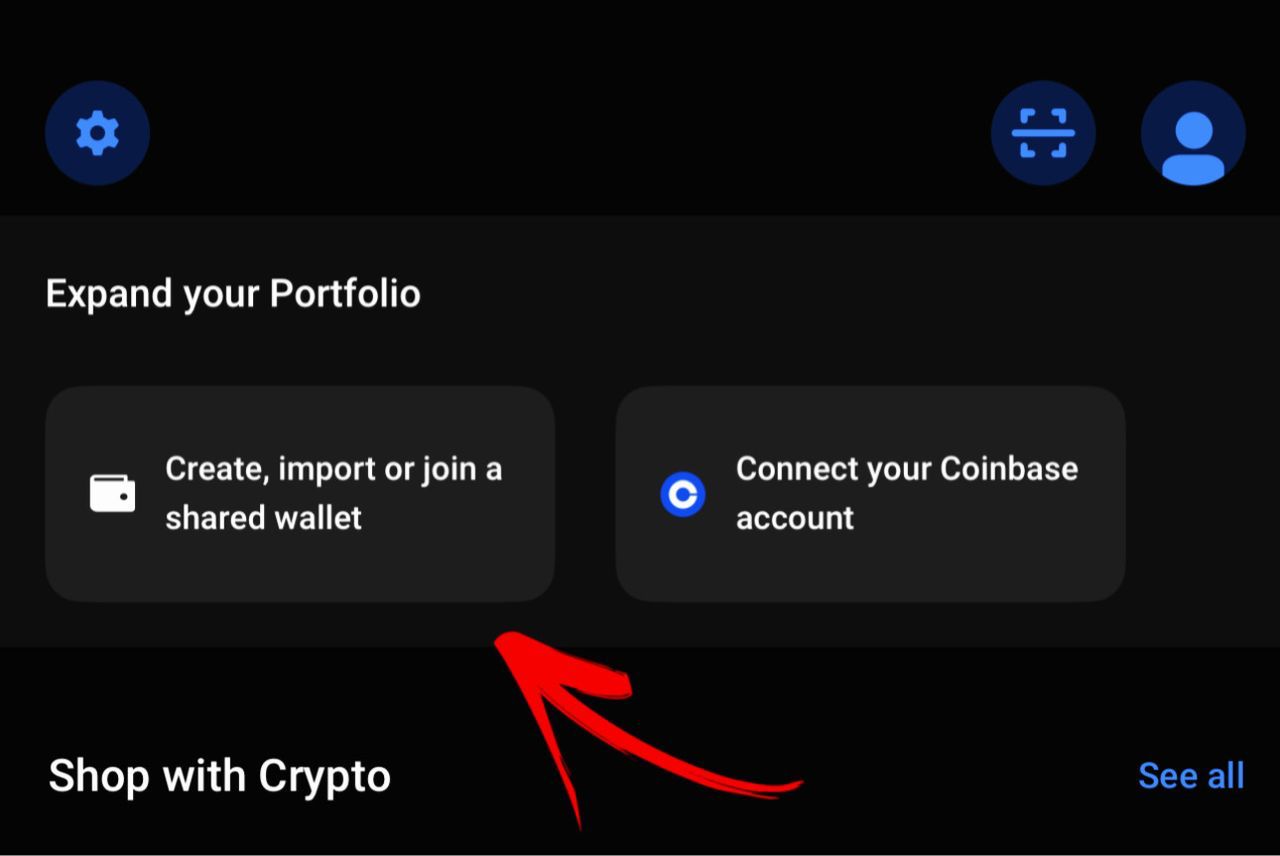 Expand your Portfolio
Create, import or join a
shared wallet
Connect your Coinbase
account
Shop with Crypto
See all